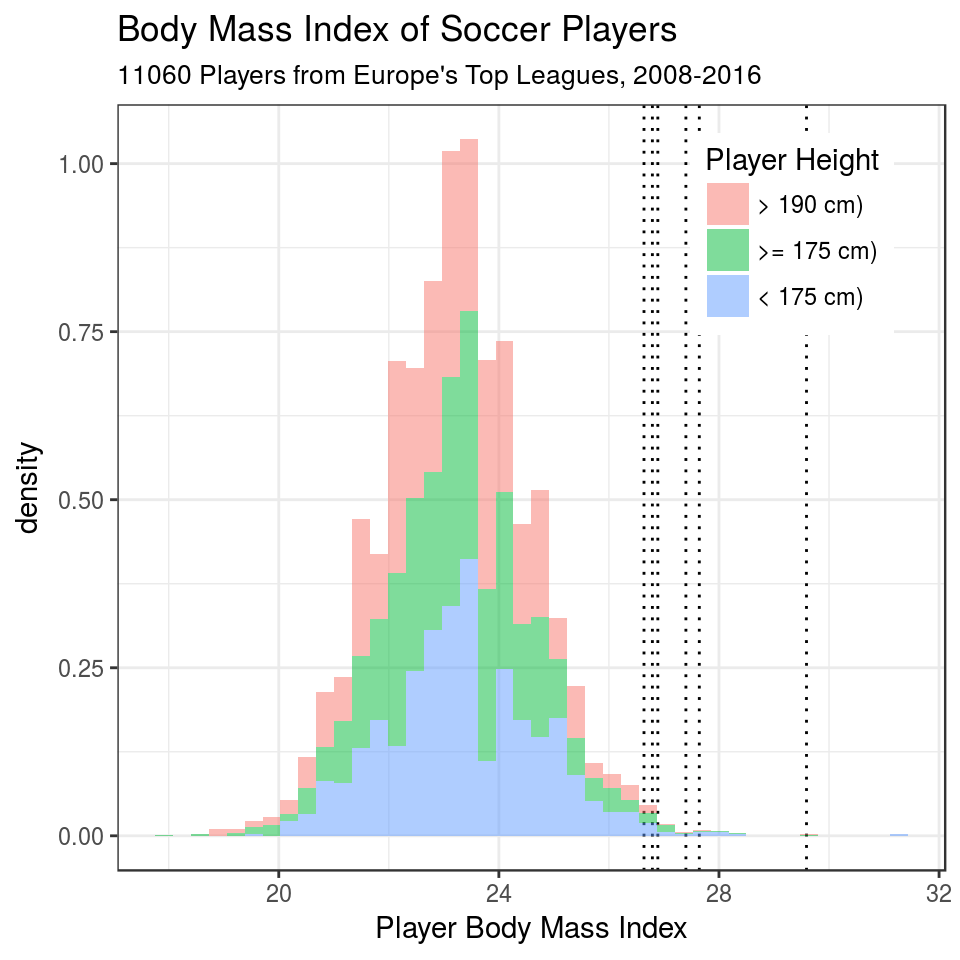 Body Mass Index of Soccer Players
11060 Players from Europe's Top Leagues, 2008-2016
Player Height
> 190 cm)
>= 175 cm)
< 175 cm)
1.00
0.75
0.50
0.25
0.00
density
20 24 28 32
Player Body Mass Index